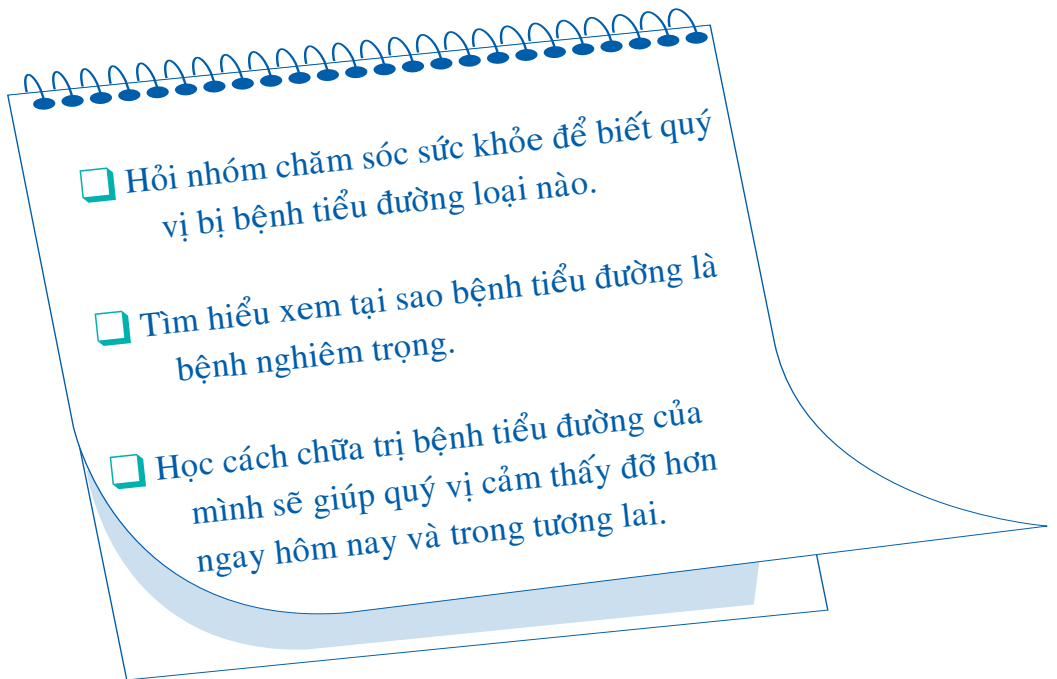 Hỏi nhóm chăm sóc sức khỏe để biết quý
vị bị bệnh tiểu đường loại nào.
Tìm hiểu xem tại sao bệnh tiểu đường là
bệnh nghiêm trọng.
Học cách chữa trị bệnh tiểu đường của
mình sẽ giúp quý vị cảm thấy đỡ hơn
ngay hôm nay và trong tương lai.